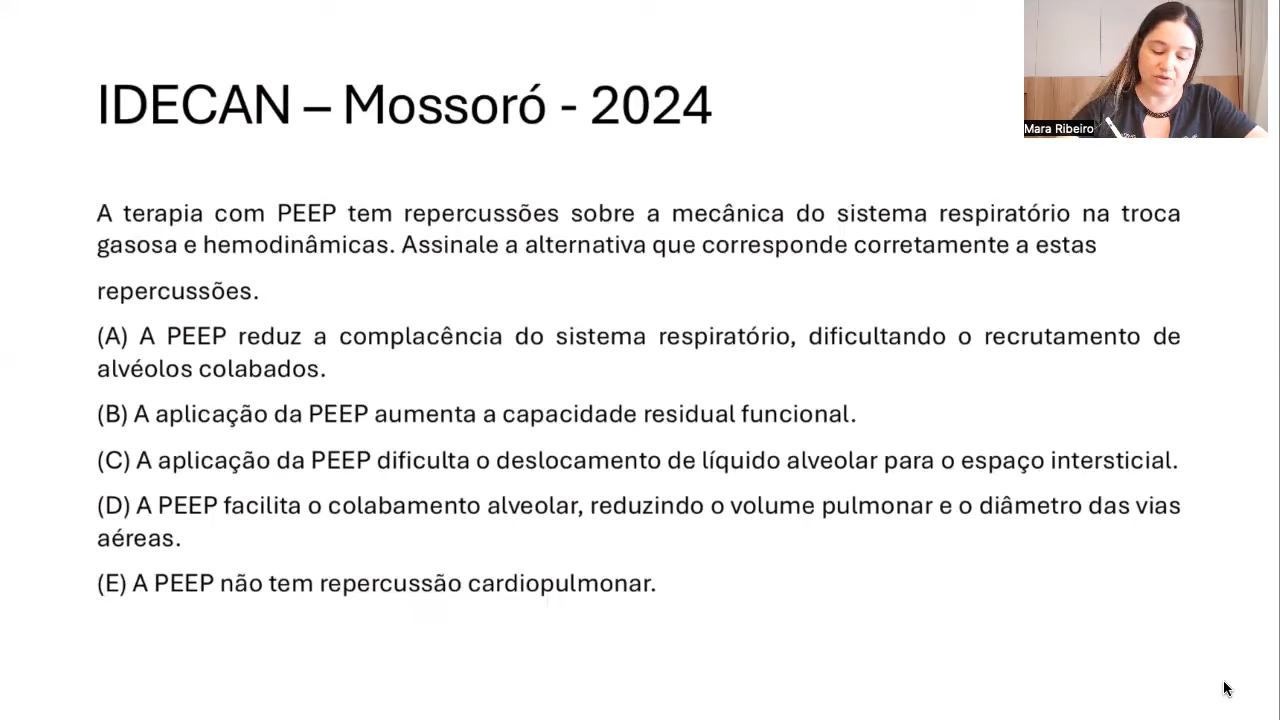 IDECAN – Mossoró - 2024
Mara Ribeiro
A terapia com PEEP tem repercussões sobre a mecânica do sistema respiratório na troca
gasosa e hemodinâmicas. Assinale a alternativa que corresponde corretamente a estas
repercussões.
(A) A PEEP reduz a complacência do sistema respiratório, dificultando o recrutamento de
alvéolos colabados.
(B) A aplicação da PEEP aumenta a capacidade residual funcional.
(C) A aplicação da PEEP dificulta o deslocamento de líquido alveolar para o espaço intersticial.
(D) A PEEP facilita o colabamento alveolar, reduzindo o volume pulmonar e o diâmetro das vias
aéreas.
(E) A PEEP não tem repercussão cardiopulmonar.